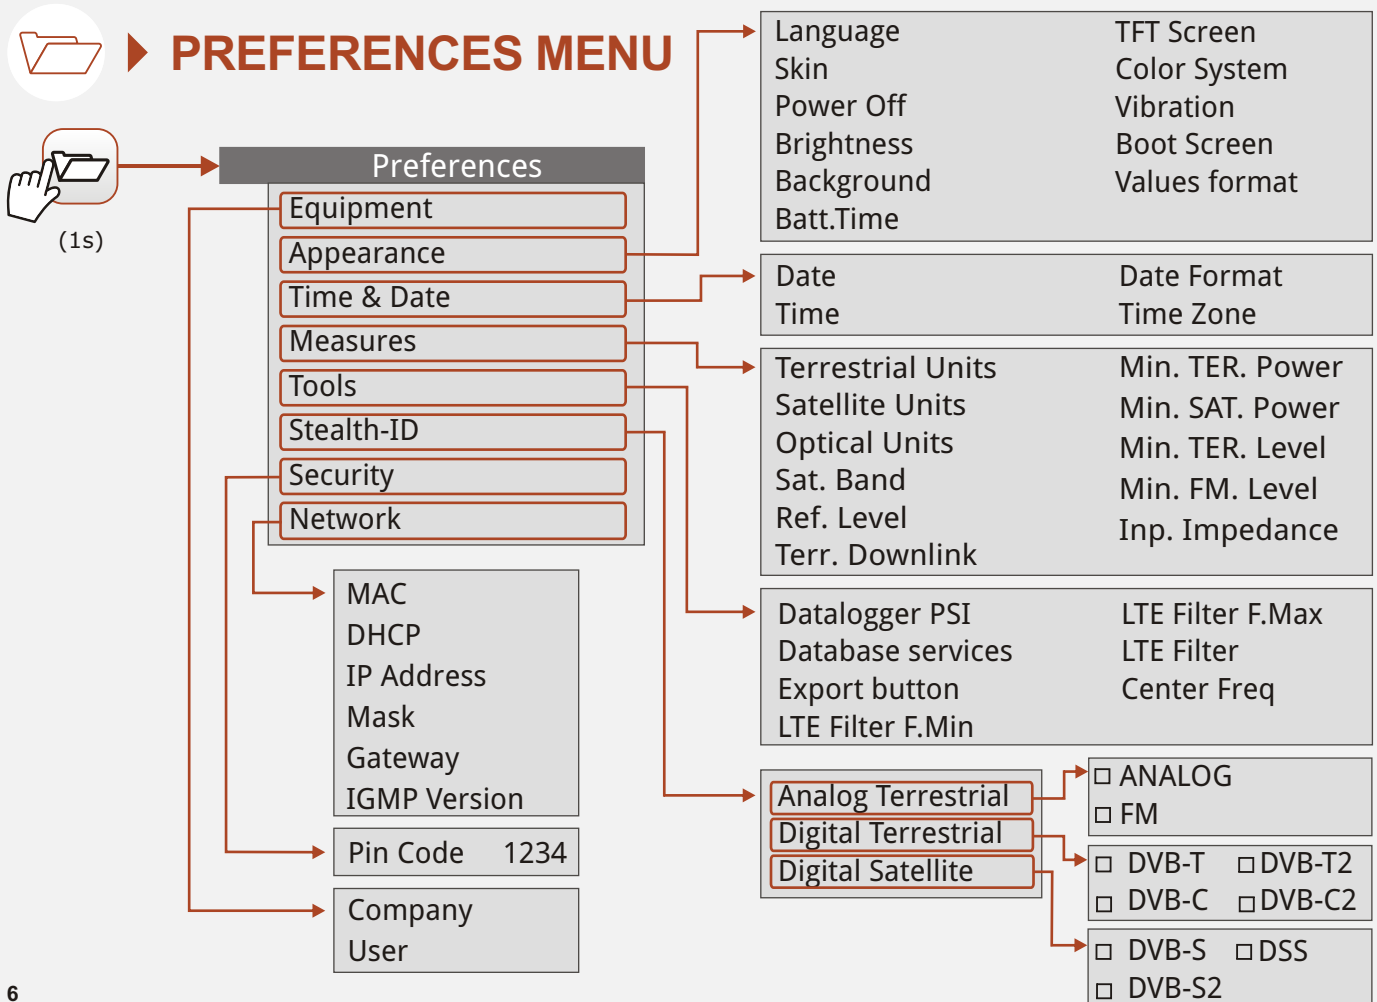 PREFERENCES MENU
(1s)
Preferences
Equipment
Appearance
Time & Date
Measures
Tools
Stealth-ID
Security
Network
MAC
DHCP
IP Address
Mask
Gateway
IGMP Version
Pin Code 1234
Company
User
Language
Skin
Power Off
Brightness
Background
Batt.Time
TFT Screen
Color System
Vibration
Boot Screen
Values format
Date
Time
Date Format
Time Zone
Terrestrial Units
Satellite Units
Optical Units
Sat. Band
Ref. Level
Terr. Downlink
Min. TER. Power
Min. SAT. Power
Min. TER. Level
Min. FM. Level
Inp. Impedance
Datalogger PSI
Database services
Export button
LTE Filter F.Min
LTE Filter F.Max
LTE Filter
Center Freq
Analog Terrestrial
Digital Terrestrial
Digital Satellite
ANALOG
FM
DVB-T DVB-T2
DVB-C DVB-C2
DVB-S DSS
DVB-S2
6